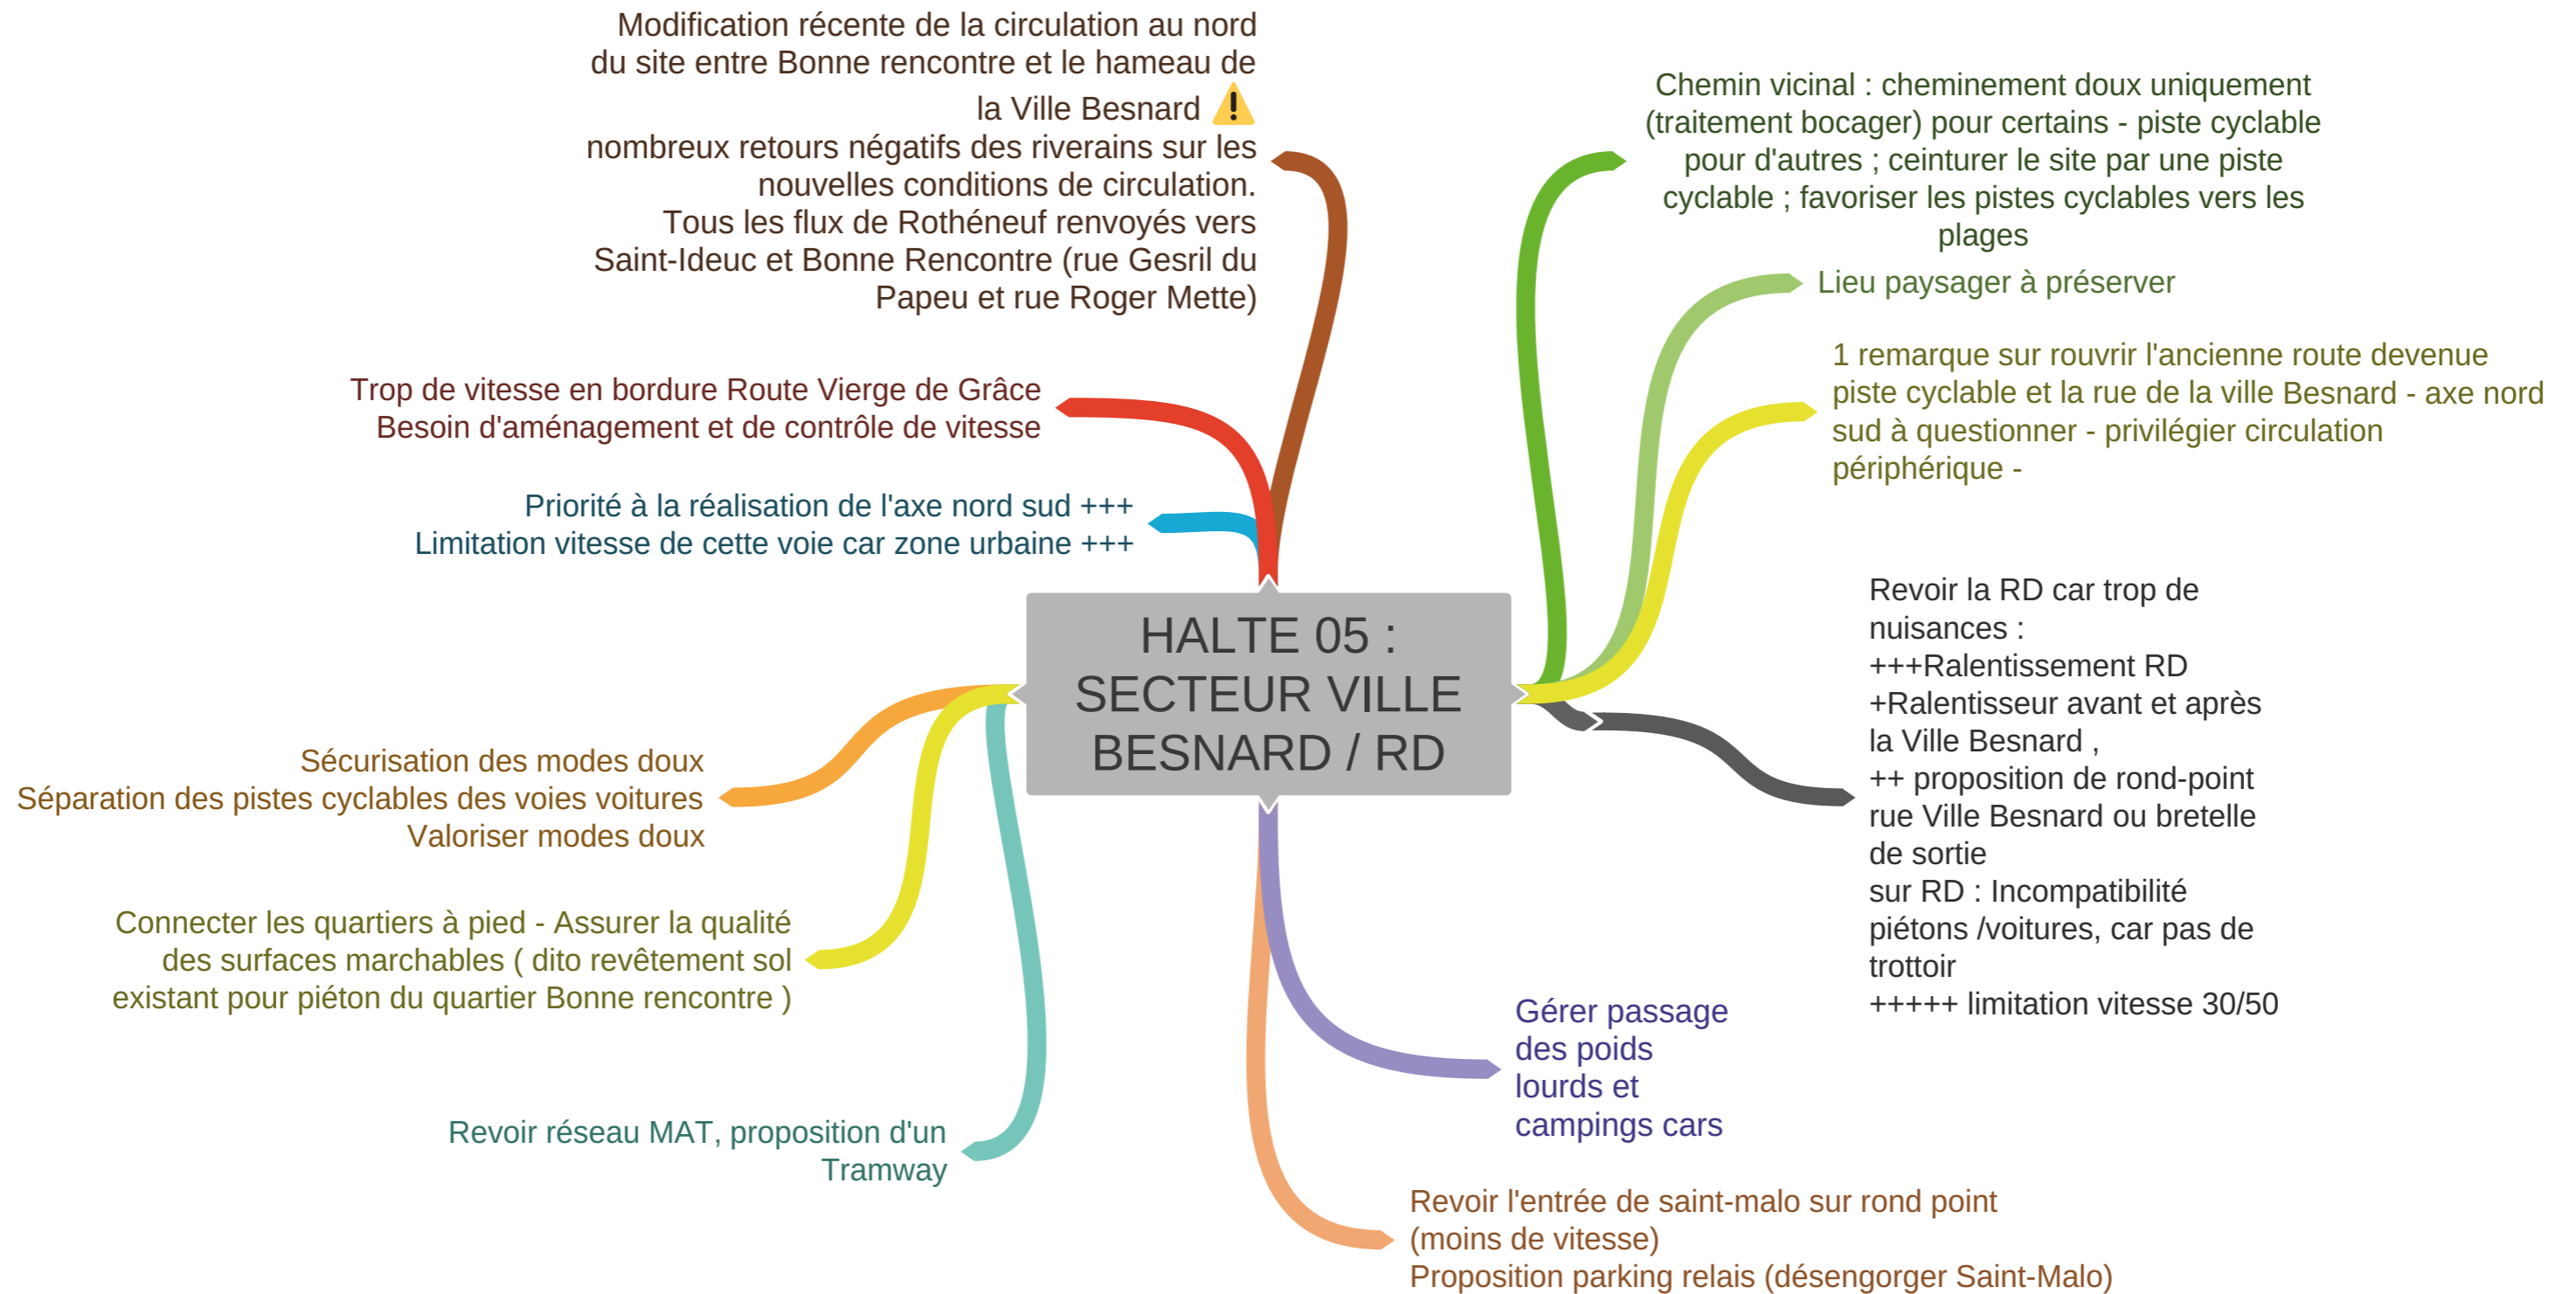 Modification récente de la circulation au nord
du site entre Bonne rencontre et le hameau de
la Ville Besnard ⚠
nombreux retours négatifs des riverains sur les
nouvelles conditions de circulation.
Tous les flux de Rothéneuf renvoyés vers
Saint-Ideuc et Bonne Rencontre (rue Gesril du
Papeu et rue Roger Mette)
Trop de vitesse en bordure Route Vierge de Grâce
Besoin d'aménagement et de contrôle de vitesse
Priorité à la réalisation de l'axe nord sud +++
Limitation vitesse de cette voie car zone urbaine +++
HALTE 05 :
SECTEUR VILLE
BESNARD / RD
Sécurisation des modes doux
Séparation des pistes cyclables des voies voitures
Valoriser modes doux
Connecter les quartiers à pied - Assurer la qualité
des surfaces marchables ( dito revêtement sol
existant pour piéton du quartier Bonne rencontre )
Revoir réseau MAT, proposition d'un
Tramway
Chemin vicinal : cheminement doux uniquement
(traitement bocager) pour certains - piste cyclable
pour d'autres ; ceinturer le site par une piste
cyclable ; favoriser les pistes cyclables vers les
plages
Lieu paysager à préserver
1 remarque sur rouvrir l'ancienne route devenue
piste cyclable et la rue de la ville Besnard - axe nord
sud à questionner - privilégier circulation
périphérique -
Revoir la RD car trop de
nuisances :
+++Ralentissement RD
+Ralentisseur avant et après
la Ville Besnard ,
++ proposition de rond-point
rue Ville Besnard ou bretelle
de sortie
sur RD : Incompatibilité
piétons /voitures, car pas de
trottoir
+++++ limitation vitesse 30/50
Gérer passage
des poids
lourds et
campings cars
Revoir l'entrée de saint-malo sur rond point
(moins de vitesse)
Proposition parking relais (désengorger Saint-Malo)